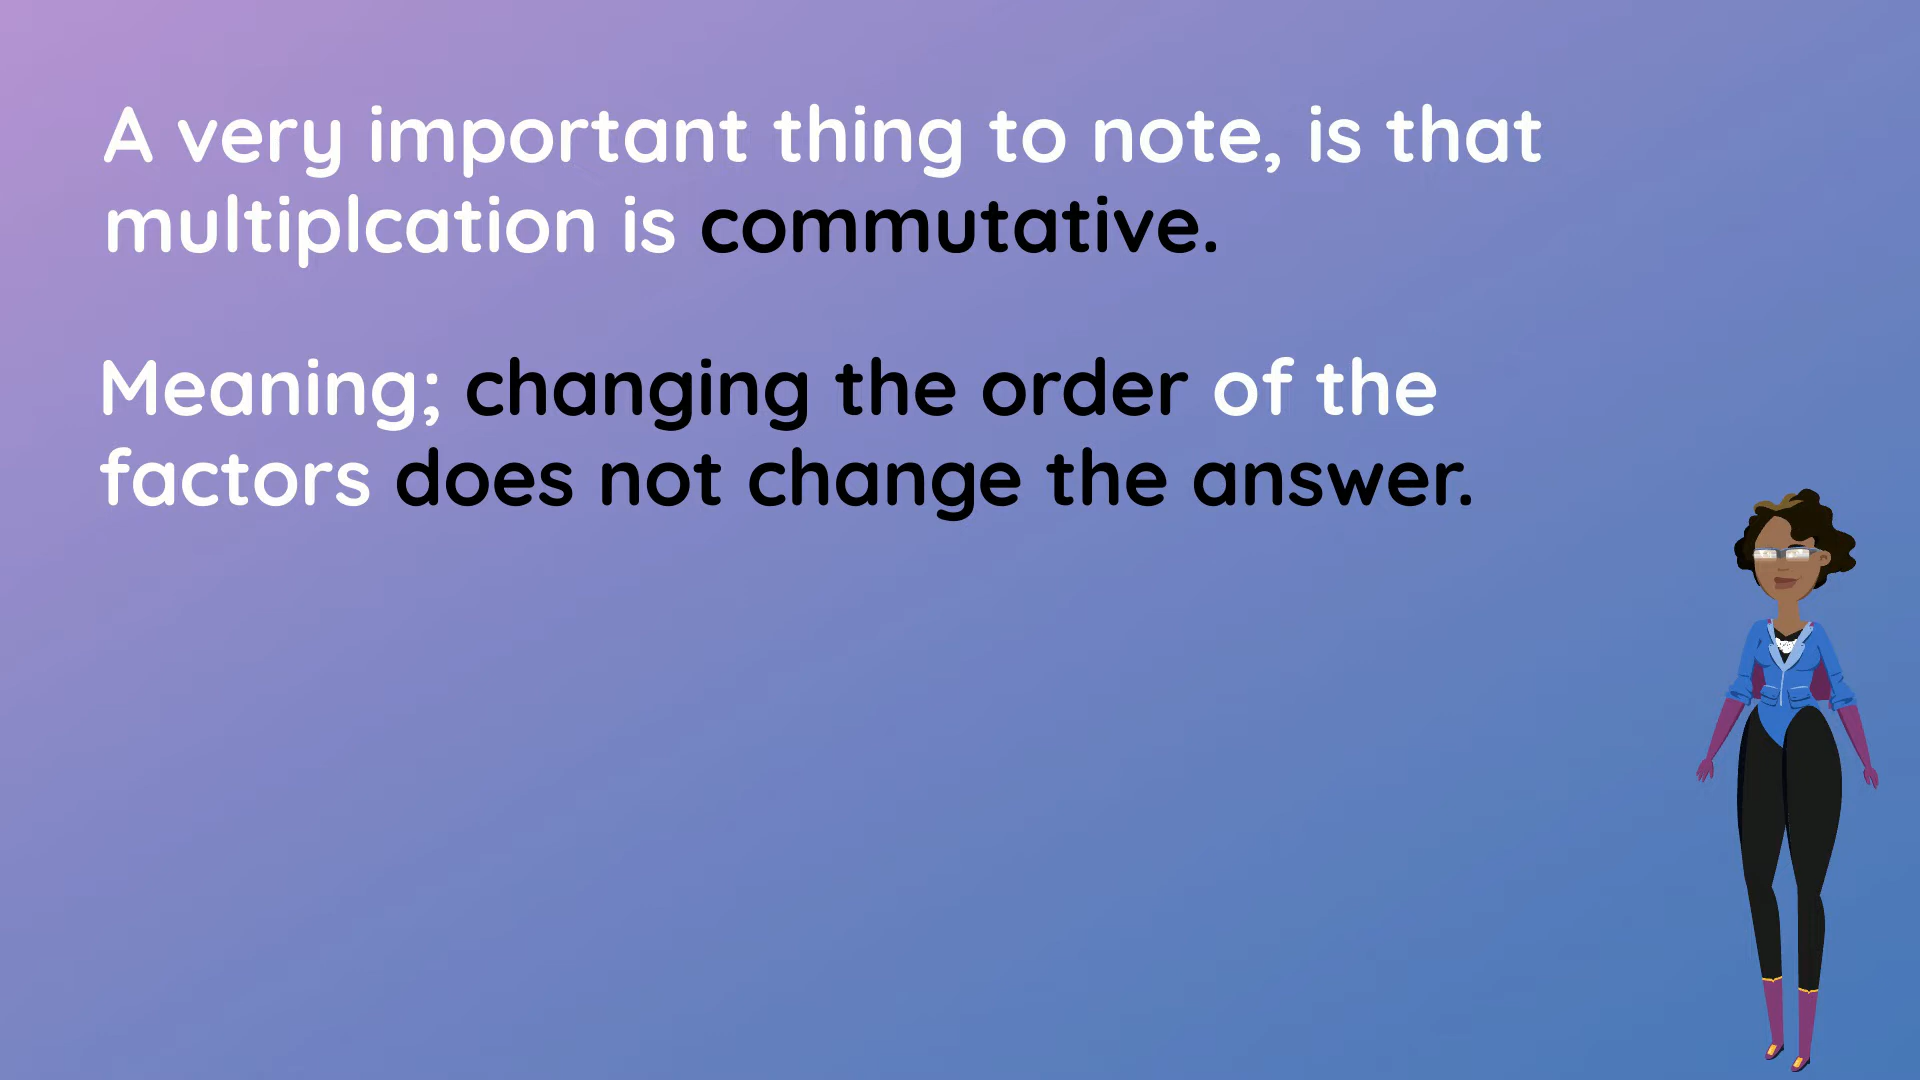 A very important thing to note, is that
multiplcation is commutative.
Meaning; changing the order of the
factors does not change the answer.